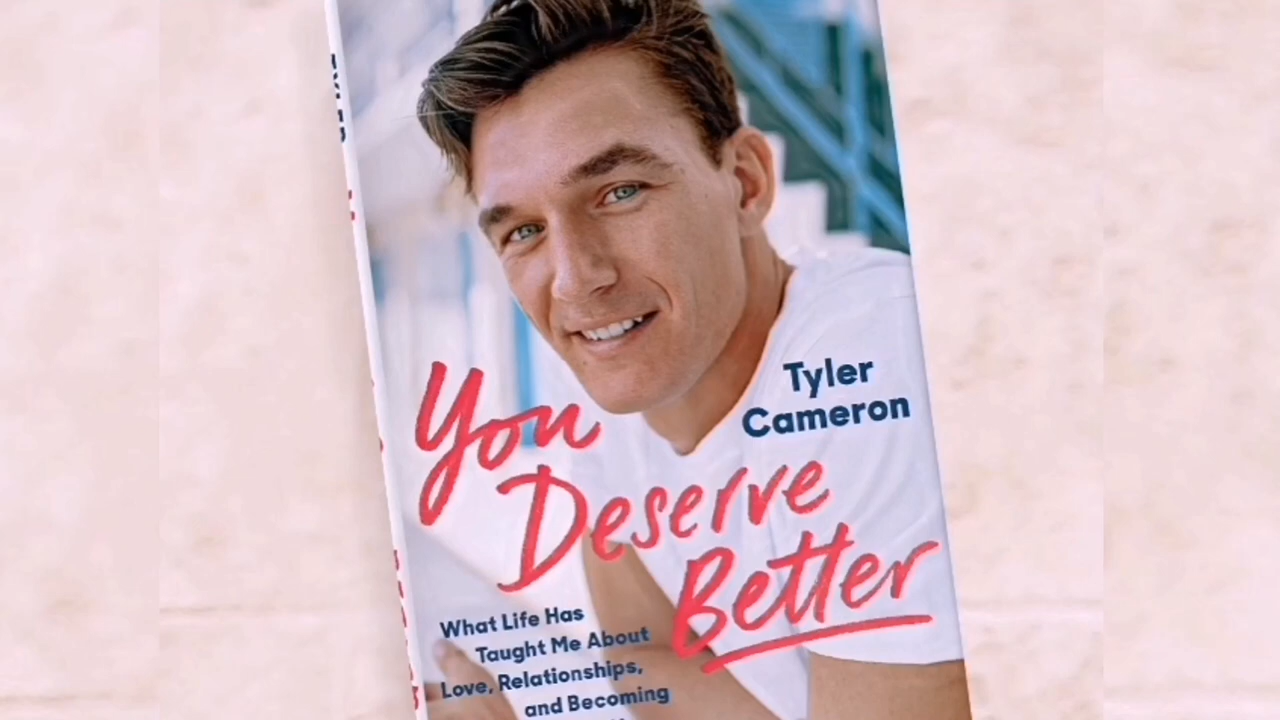 Tyler
Cameron
You
Deserve
Better
What Life Has
Taught Me About
Love, Relationships,
and Becoming